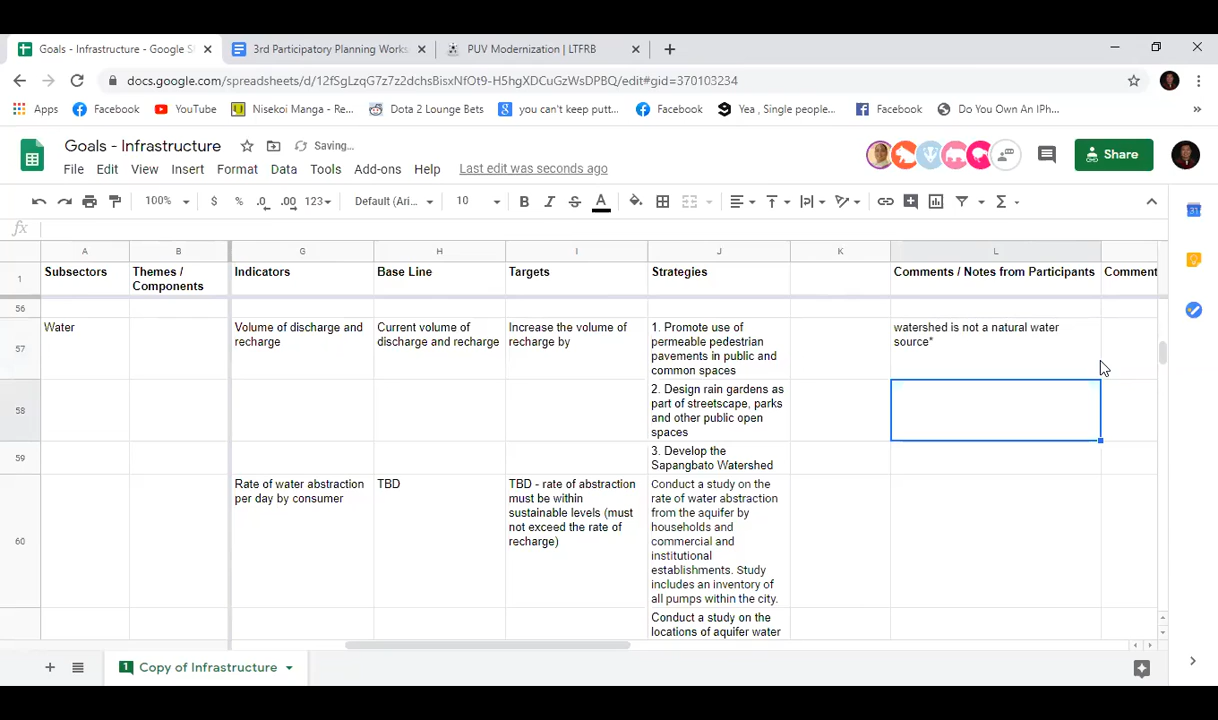 Goals - Infrastructure - Google S
3rd Participatory Planning Works
PUV Modernization | LTFRB
docs.google.com/spreadsheets/d/12fSgLzqG7z7z2dchsBisxNfOt9-H5hgXDCuGzWsDPBQ/edit#gid=370103234
Apps
Facebook
YouTube
Nisekoi Manga - Re...
Dota 2 Lounge Bets
you can't keep putt...
Facebook
Yea , Single people...
Facebook
Do You Own An IPh...
Goals - Infrastructure
Saving...
Share
File Edit View Insert Format Data Tools Add-ons Help Last edit was seconds ago
100% $ % .0 .00 123 Default (Ari... 10 B I S A
fx
A B G H I J K L
1 Subsectors Themes / Indicators Base Line Targets Strategies Comments / Notes from Participants Comment
Components
56
57
Water
Volume of discharge and
recharge
Current volume of
discharge and recharge
Increase the volume of
recharge by
1. Promote use of
permeable pedestrian
pavements in public and
common spaces
watershed is not a natural water
source*
58
2. Design rain gardens as
part of streetscape, parks
and other public open
spaces
59
3. Develop the
Sapangbato Watershed
60
Rate of water abstraction
per day by consumer
TBD
TBD - rate of abstraction
must be within
sustainable levels (must
not exceed the rate of
recharge)
Conduct a study on the
rate of water abstraction
from the aquifer by
households and
commercial and
institutional
establishments. Study
includes an inventory of
all pumps within the city.
Conduct a study on the
locations of aquifer water
1 Copy of Infrastructure